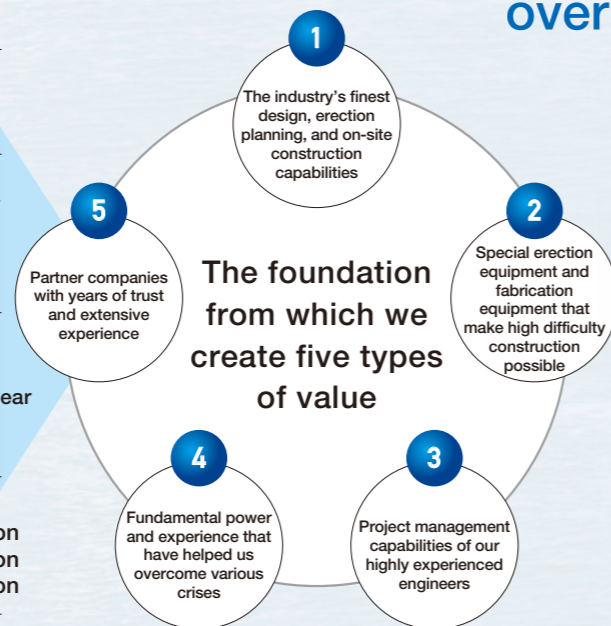 over
1
The industry's finest
design, erection
planning, and on-site
construction
capabilities
2
Special erection
equipment and
fabrication
equipment that
make high difficulty
construction
possible
5
Partner companies
with years of trust
and extensive
experience
The foundation
from which we
create five types
of value
ear
4
Fundamental power
and experience that
have helped us
overcome various
crises
3
Project management
capabilities of our
highly experienced
engineers
on
on
on